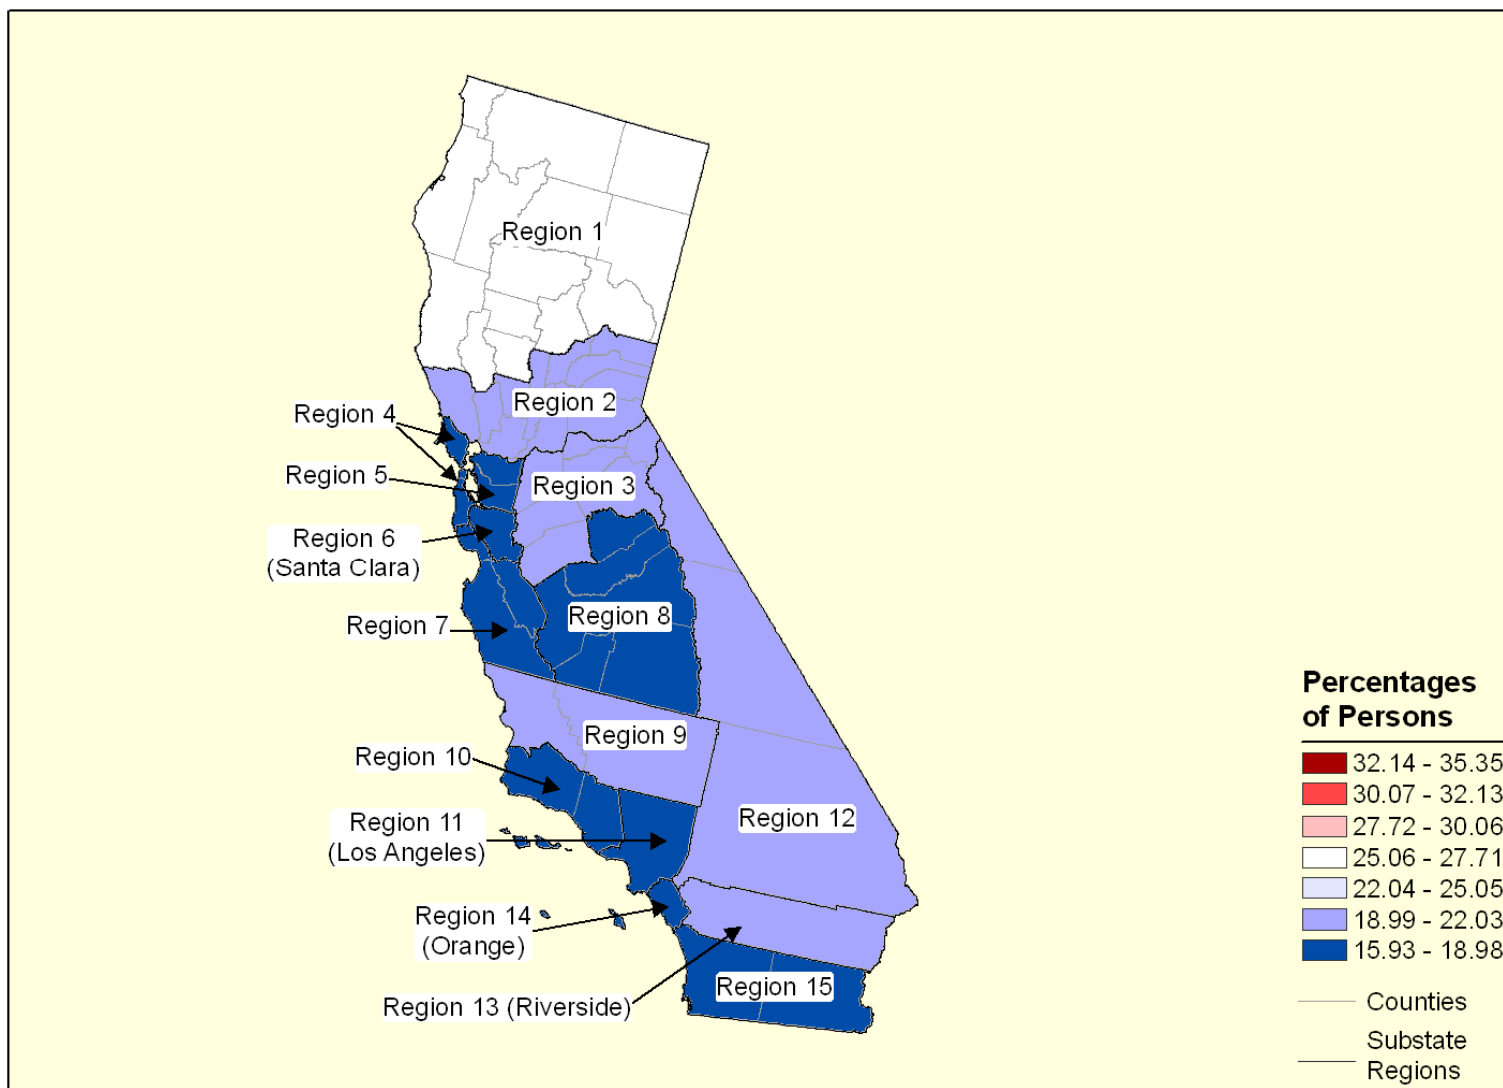 Region 1
Region 2
Region 4
Region 5
Region 3
Region 6
(Santa Clara)
Region 7
Region 8
Region 9
Region 10
Region 11
(Los Angeles)
Region 12
Region 14
(Orange)
Region 13 (Riverside)
Region 15
Percentages
of Persons
32.14 - 35.35
30.07 - 32.13
27.72 - 30.06
25.06 - 27.71
22.04 - 25.05
18.99 - 22.03
15.93 - 18.98
Counties
Substate
Regions